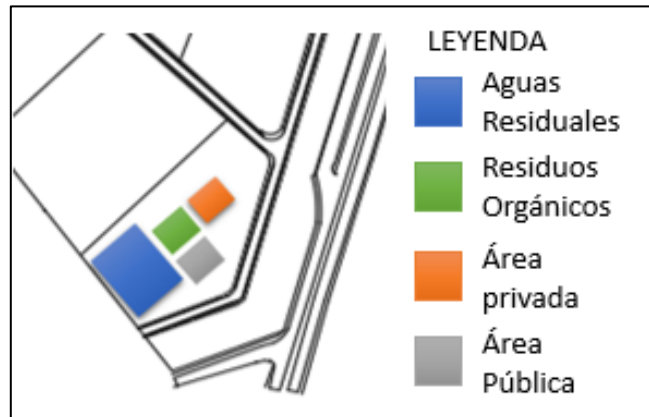 LEYENDA
Aguas
Residuales
Residuos
Orgánicos
Área
privada
Área
Pública